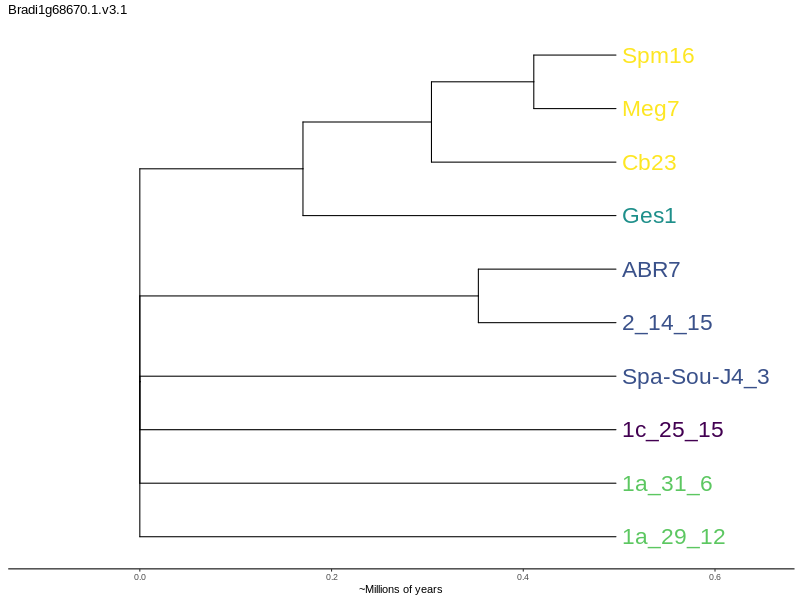 Bradi1g68670.1.v3.1
Spm16
Meg7
Cb23
Ges1
ABR7
2_14_15
Spa-Sou-J4_3
1c_25_15
1a_31_6
1a_29_12
0.0 0.2 0.4 0.6
~Millions of years